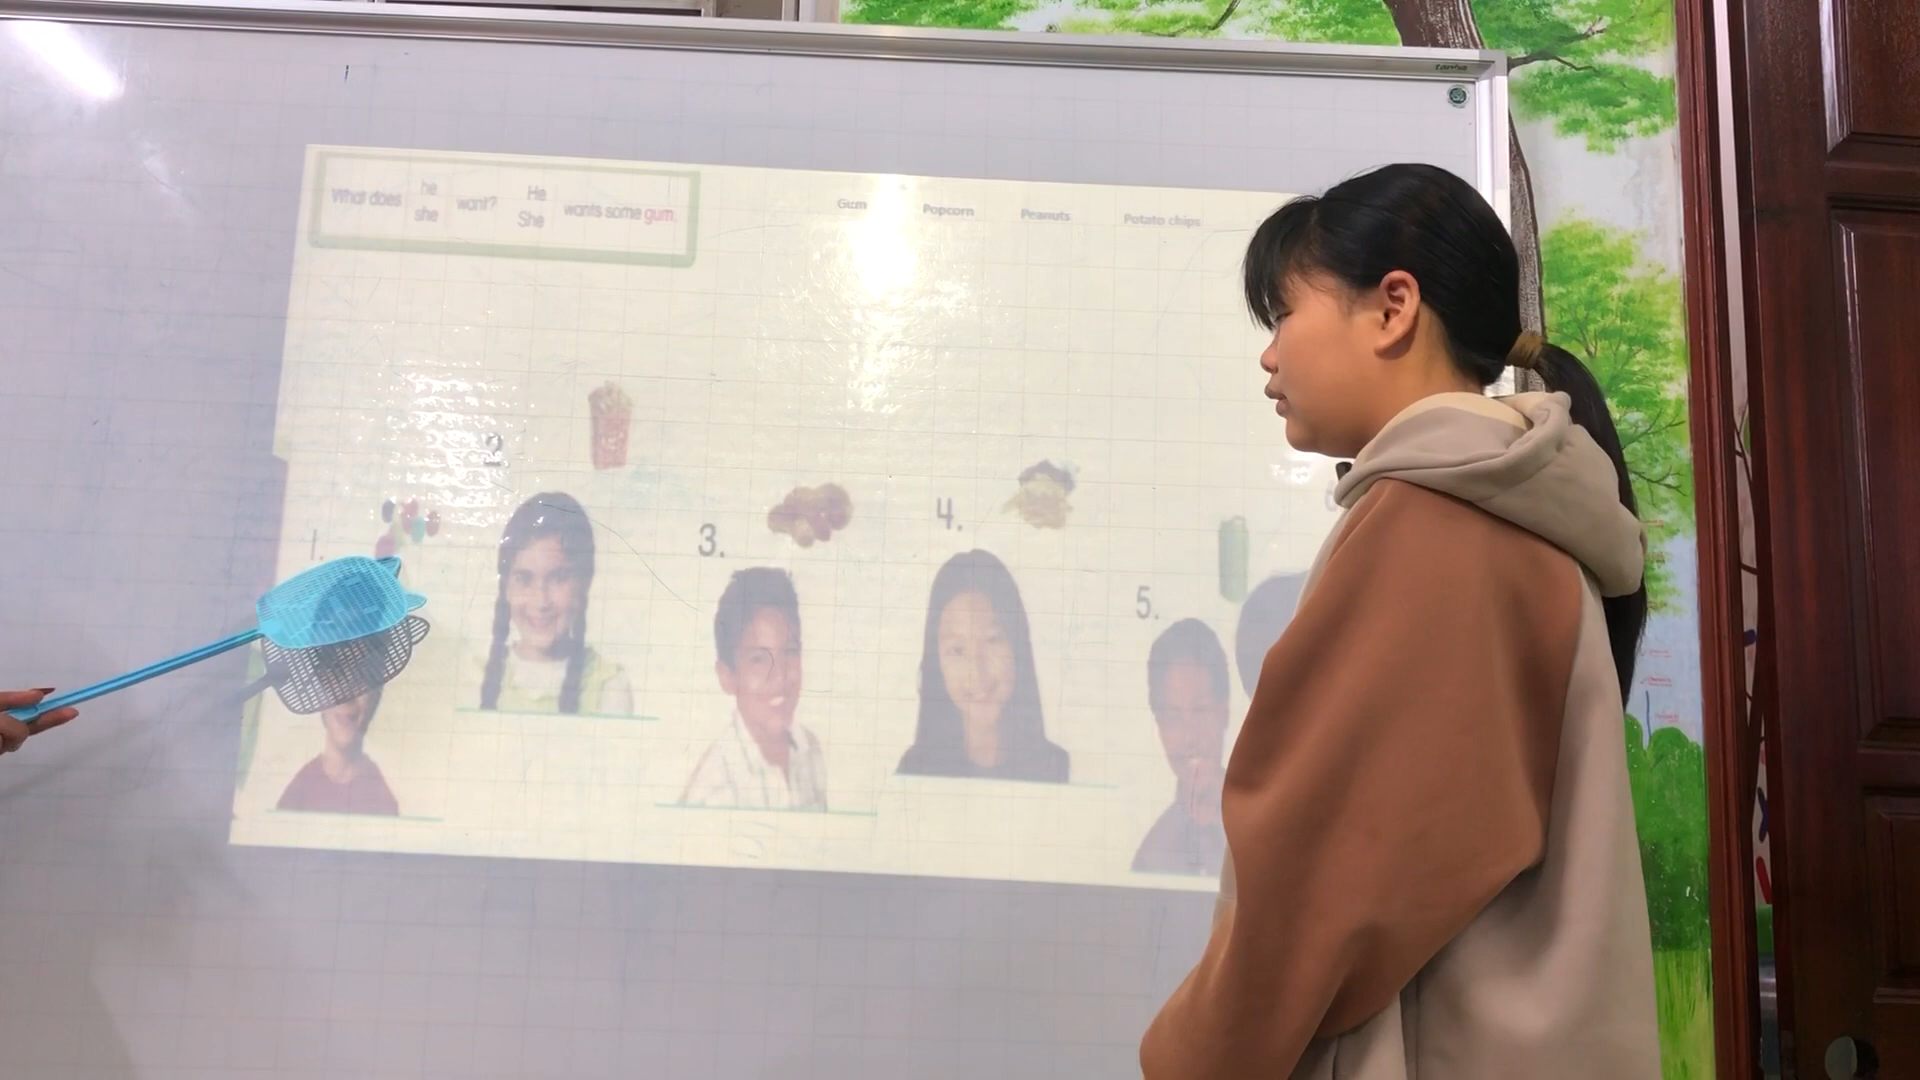 What does he she want? He She wants some gum.
Gum Popcorn Peanuts Potato chips
2
1.
3.
4.
5.